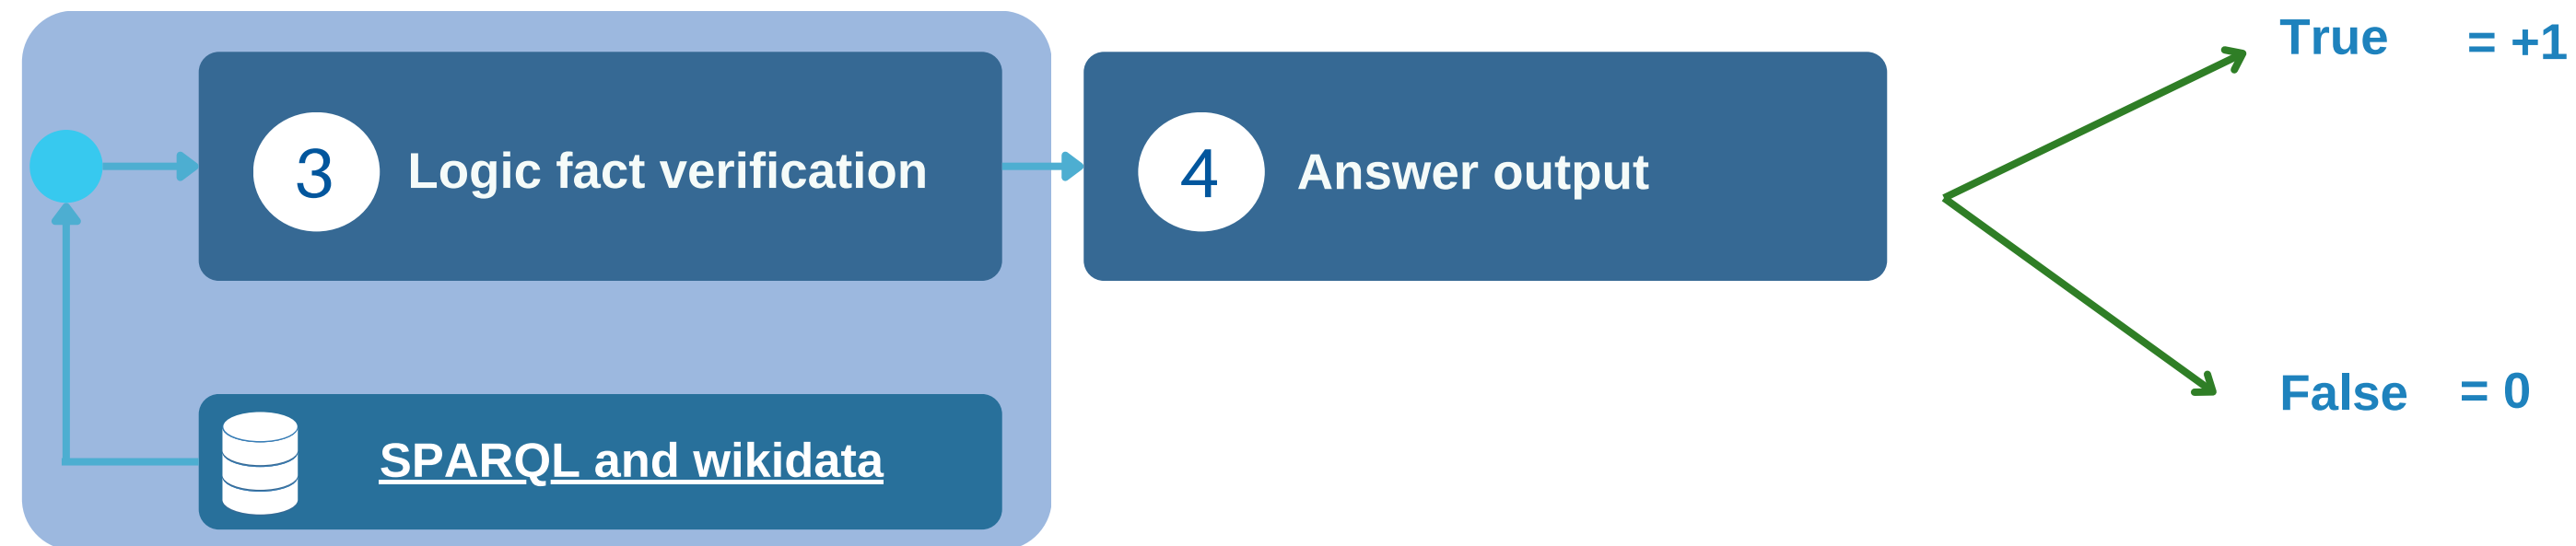 3 Logic fact verification
4 Answer output
True = +1
False = 0
SPARQL and wikidata